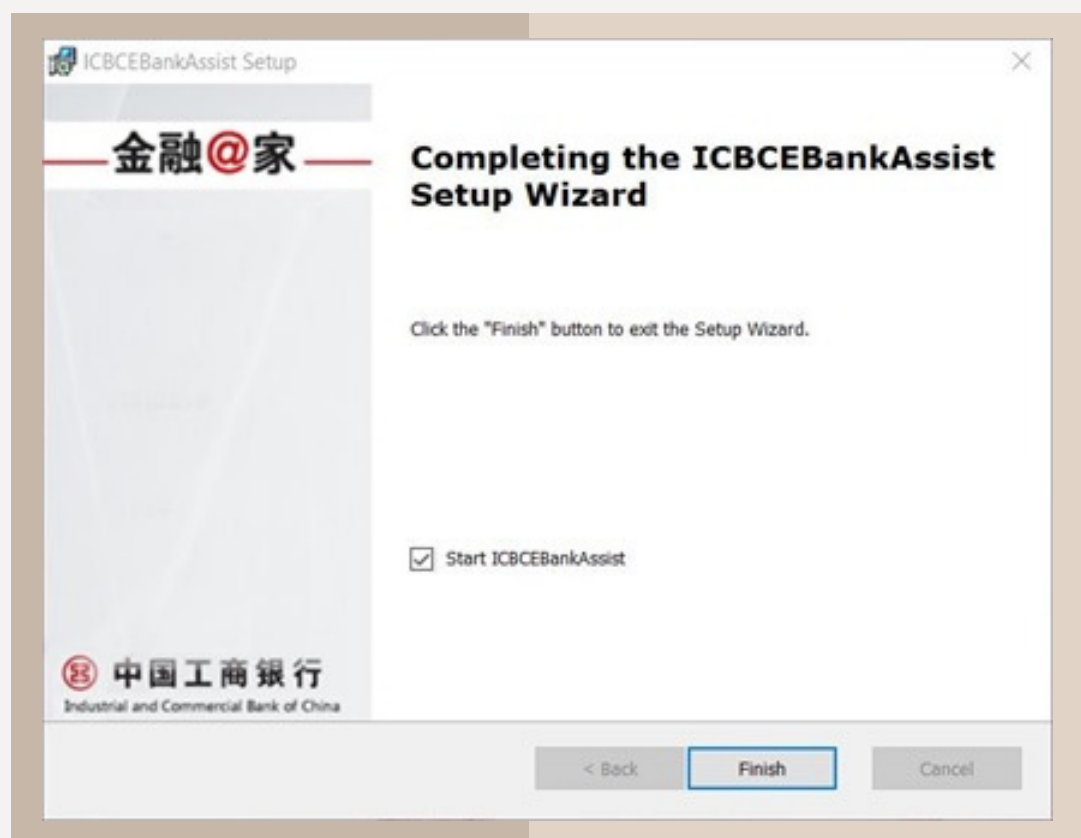 ICBCEBankAssist Setup
金融@家
Completing the ICBCEBankAssist
Setup Wizard
Click the "Finish" button to exit the Setup Wizard.
Start ICBCEBankAssist
中国工商银行
Industrial and Commercial Bank of China
< Back
Finish
Cancel